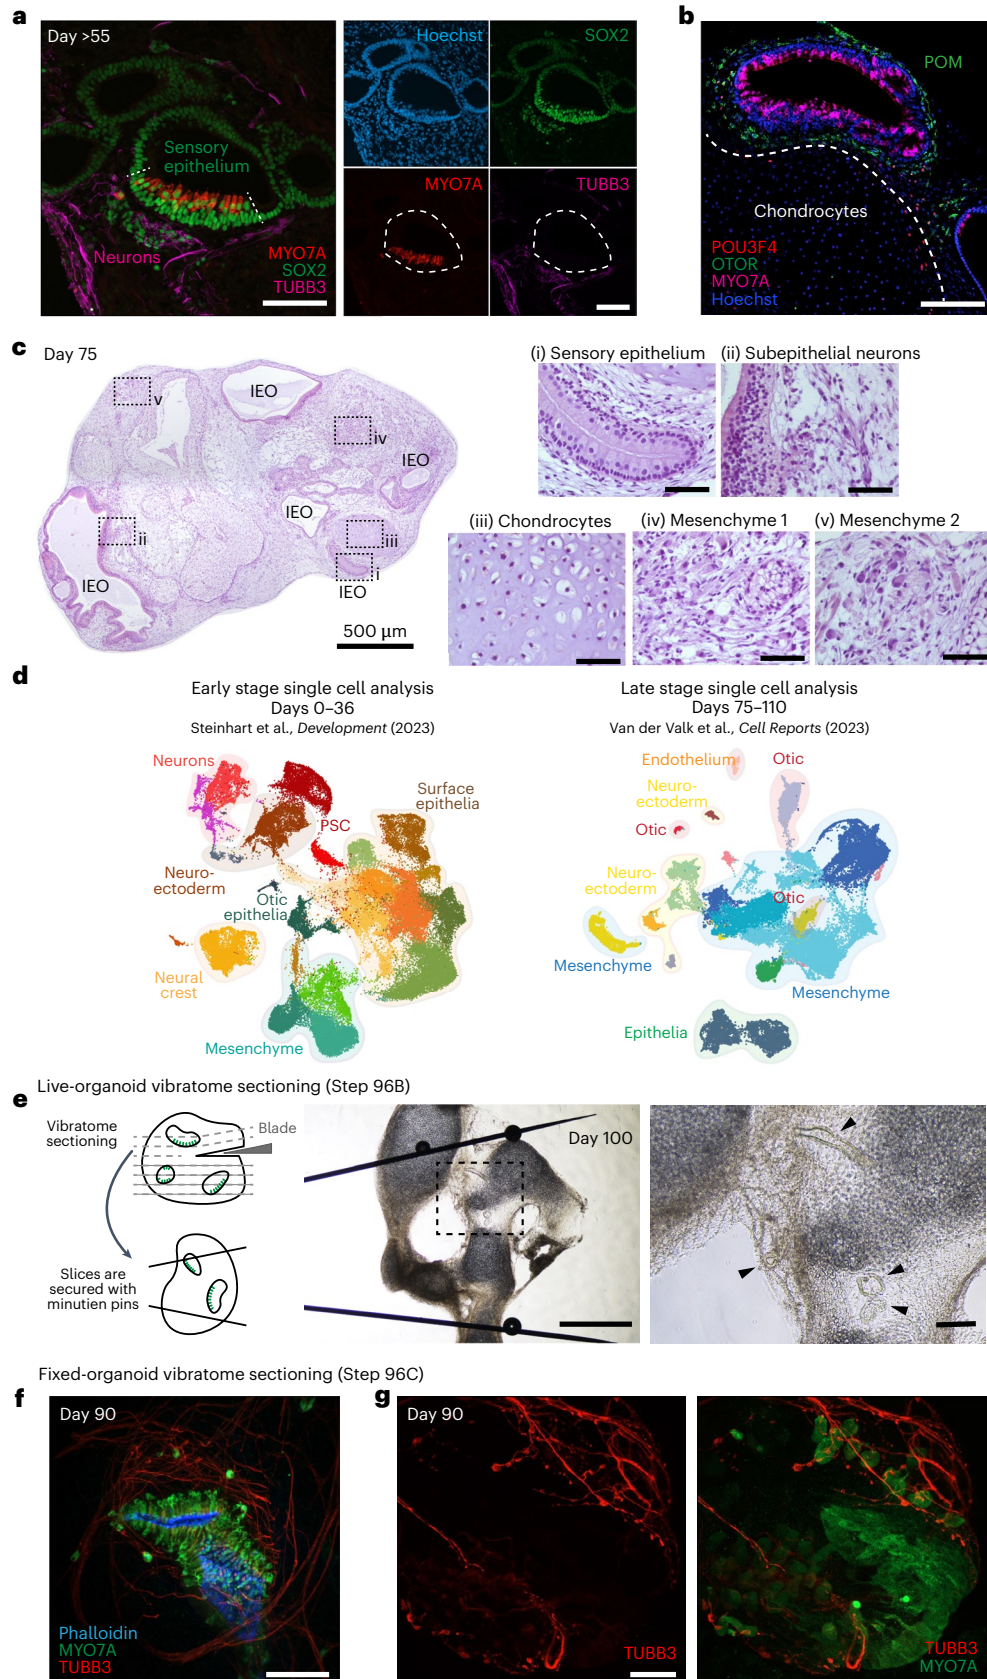 a
Day >55
Sensory
epithelium
Neurons
MYO7A
SOX2
TUBB3
Hoechst
SOX2
MYO7A
TUBB3
b
POM
Chondrocytes
POU3F4
OTOR
MYO7A
Hoechst
c
Day 75
IEO
v
iv
IEO
IEO
ii
iii
i
IEO
IEO
500 μm
(i) Sensory epithelium
(ii) Subepithelial neurons
(iii) Chondrocytes
(iv) Mesenchyme 1
(v) Mesenchyme 2
d
Early stage single cell analysis
Days 0–36
Steinhart et al., Development (2023)
Neurons
PSC
Surface
epithelia
Neuro-
ectoderm
Otic
epithelia
Neural
crest
Mesenchyme
Late stage single cell analysis
Days 75–110
Van der Valk et al., Cell Reports (2023)
Endothelium
Otic
Neuro-
ectoderm
Otic
Neuro-
ectoderm
Otic
Mesenchyme
Mesenchyme
Epithelia
e
Live-organoid vibratome sectioning (Step 96B)
Vibratome
sectioning
Blade
Slices are
secured with
minutien pins
Day 100
Fixed-organoid vibratome sectioning (Step 96C)
f
Day 90
Phalloidin
MYO7A
TUBB3
g
Day 90
TUBB3
TUBB3
MYO7A